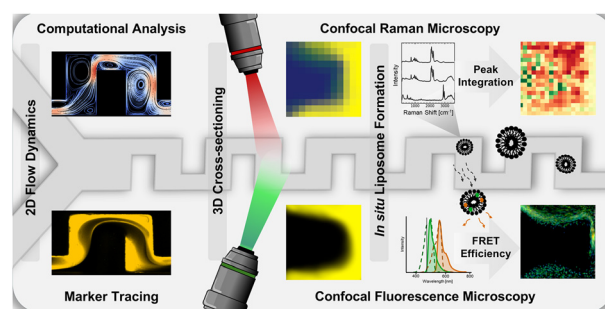 Computational Analysis
Confocal Raman Microscopy
2D Flow Dynamics
3D Cross-sectioning
In situ Liposome Formation
Intensity
Raman Shift [cm⁻¹]
Peak
Integration
Intensity
Wavelength [nm]
FRET
Efficiency
Marker Tracing
Confocal Fluorescence Microscopy